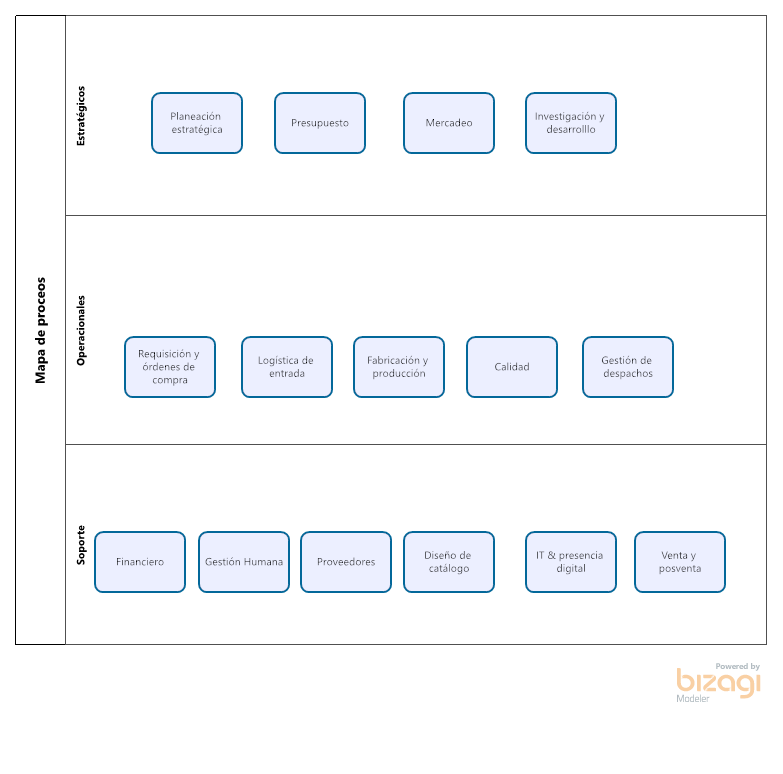 Mapa de proceos
Estratégicos
Planeación
estratégica
Presupuesto
Mercadeo
Investigación y
desarrolllo
Operacionales
Requisición y
órdenes de
compra
Logística de
entrada
Fabricación y
producción
Calidad
Gestión de
despachos
Soporte
Financiero
Gestión Humana
Proveedores
Diseño de
catálogo
IT & presencia
digital
Venta y
posventa
Powered by
bizagi
Modeler